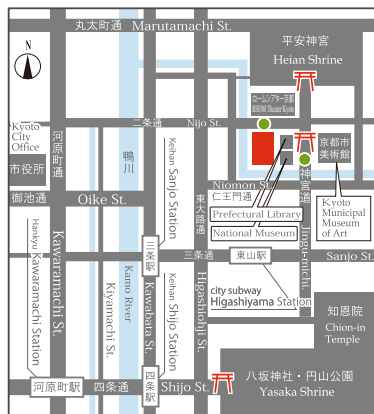 丸太町通 Marutamachi St.
N
平安神宮
Heian Shrine
ロームシアター京都
ROHM Theater Kyoto
二条通
Nijo St.
Kyoto
City
Office
市役所
河原町通
鴨川
Keihan Sanjo Station
京都市
美術館
仁王門通
Niomon St.
神宮道
御池通
Oike St.
東大路通
Prefectural Library
National Museum
Kyoto
Municipal
Museum
of Art
Hankyu Kawaramachi Station
Kawaramachi St.
Kiyamachi St.
Kamo River
三条駅
Kawabata St.
Keihan Shijo Station
三条通
東山駅
Sanjo St.
Higashiohji St.
Jingu-michi.
city subway
Higashiyama Station
知恩院
Chion-in
Temple
河原町駅
四条通
四条駅
Shijo St.
八坂神社・円山公園
Yasaka Shrine